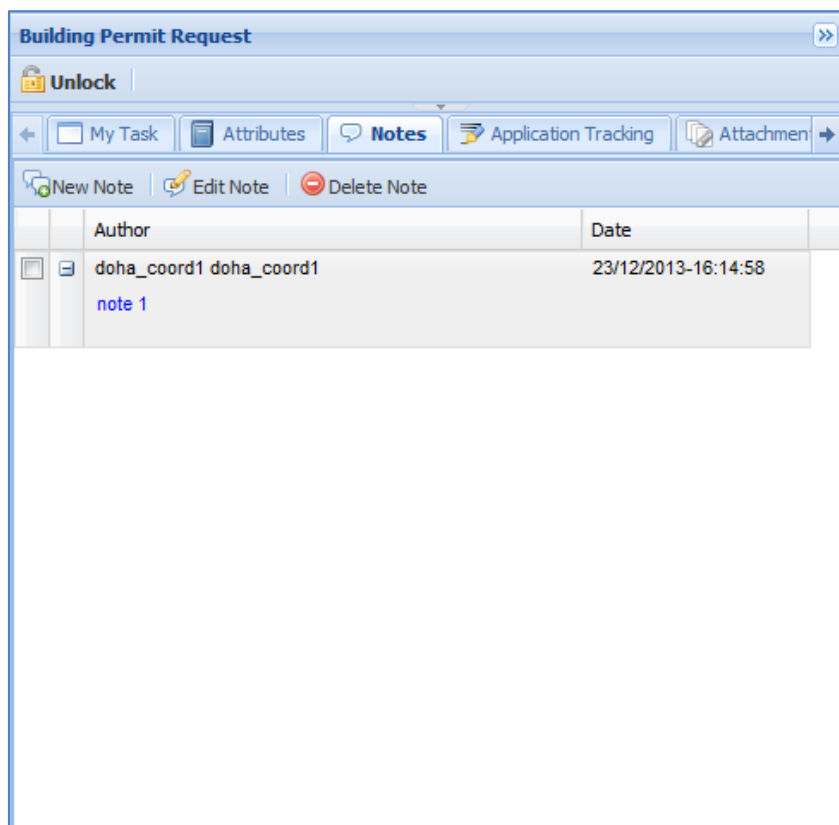 Building Permit Request
Unlock
My Task Attributes Notes Application Tracking Attachmen
New Note Edit Note Delete Note
Author Date
doha_coord1 doha_coord1 23/12/2013-16:14:58
note 1